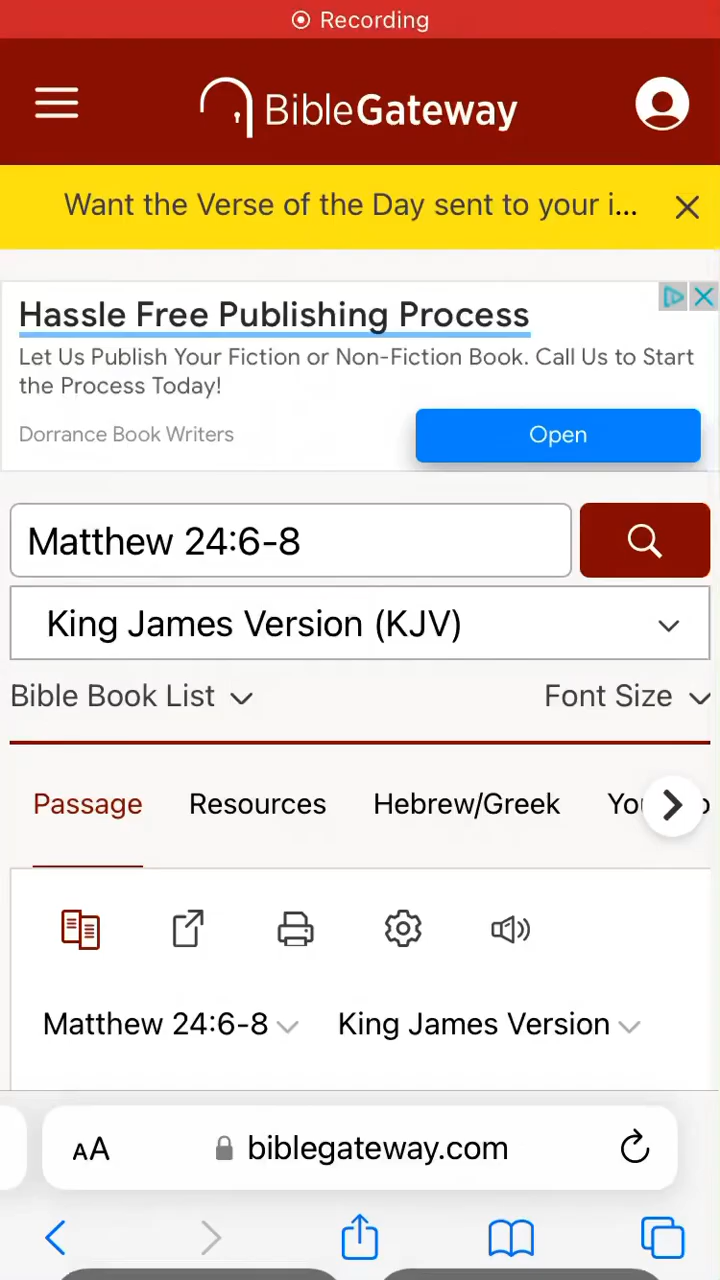 Recording
BibleGateway
Want the Verse of the Day sent to your i...
Hassle Free Publishing Process
Let Us Publish Your Fiction or Non-Fiction Book. Call Us to Start
the Process Today!
Dorrance Book Writers
Open
Matthew 24:6-8
King James Version (KJV)
Bible Book List
Font Size
Passage Resources Hebrew/Greek Yo
Matthew 24:6-8 King James Version
AA biblegateway.com